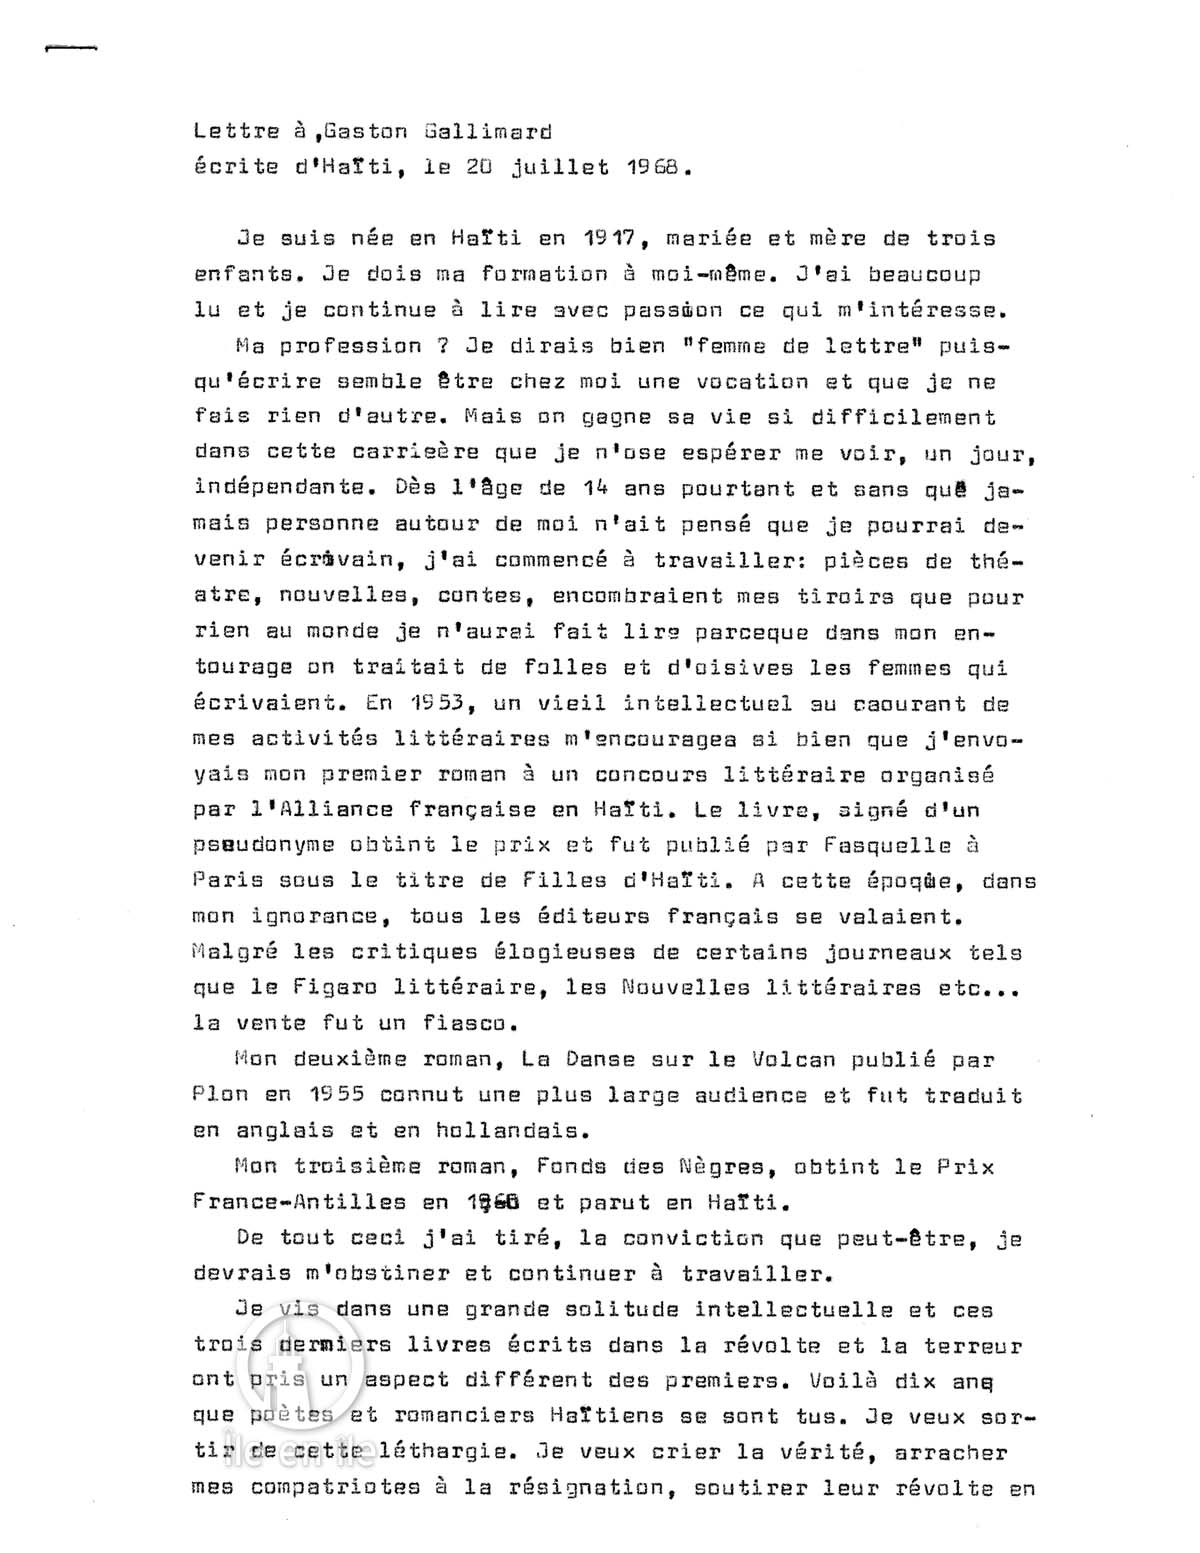 Lettre à ,Gaston Gallimard
écrite d'Haïti, le 20 juillet 1968.
Je suis née en Haïti en 1917, mariée et mère de trois
enfants. Je dois ma formation à moi-même. J'ai beaucoup
lu et je continue à lire avec passion ce qui m'intéresse.
Ma profession ? Je dirais bien "femme de lettre" puis-
qu'écrire semble être chez moi une vocation et que je ne
fais rien d'autre. Mais on gagne sa vie si difficilement
dans cette carrieère que je n'ose espérer me voir, un jour,
indépendante. Dès l'âge de 14 ans pourtant et sans que ja-
mais personne autour de moi n'ait pensé que je pourrai de-
venir écrivain, j'ai commencé à travailler: pièces de thé-
atre, nouvelles, contes, encombraient mes tiroirs que pour
rien au monde je n'aurai fait lire parceque dans mon en-
tourage on traitait de folles et d'oisives les femmes qui
écrivaient. En 1953, un vieil intellectuel au caourant de
mes activités littéraires m'encouragea si bien que j'envo-
yais mon premier roman à un concours littéraire organisé
par l'Alliance française en Haïti. Le livre, signé d'un
pseudonyme obtint le prix et fut publié par Fasquelle à
Paris sous le titre de Filles d'Haïti. A cette époque, dans
mon ignorance, tous les éditeurs français se valaient.
Malgré les critiques élogieuses de certains journeaux tels
que le Figaro littéraire, les Nouvelles littéraires etc...
la vente fut un fiasco.
Mon deuxième roman, La Danse sur le Volcan publié par
Plon en 1955 connut une plus large audience et fut traduit
en anglais et en hollandais.
Mon troisième roman, Fonds des Nègres, obtint le Prix
France-Antilles en 1960 et parut en Haïti.
De tout ceci j'ai tiré, la conviction que peut-être, je
devrais m'obstiner et continuer à travailler.
Je vis dans une grande solitude intellectuelle et ces
trois derniers livres écrits dans la révolte et la terreur
ont pris un aspect différent des premiers. Voilà dix ans
que poètes et romanciers Haïtiens se sont tus. Je veux sor-
tir de cette léthargie. Je veux crier la vérité, arracher
mes compatriotes à la résignation, soutirer leur révolte en
île en île